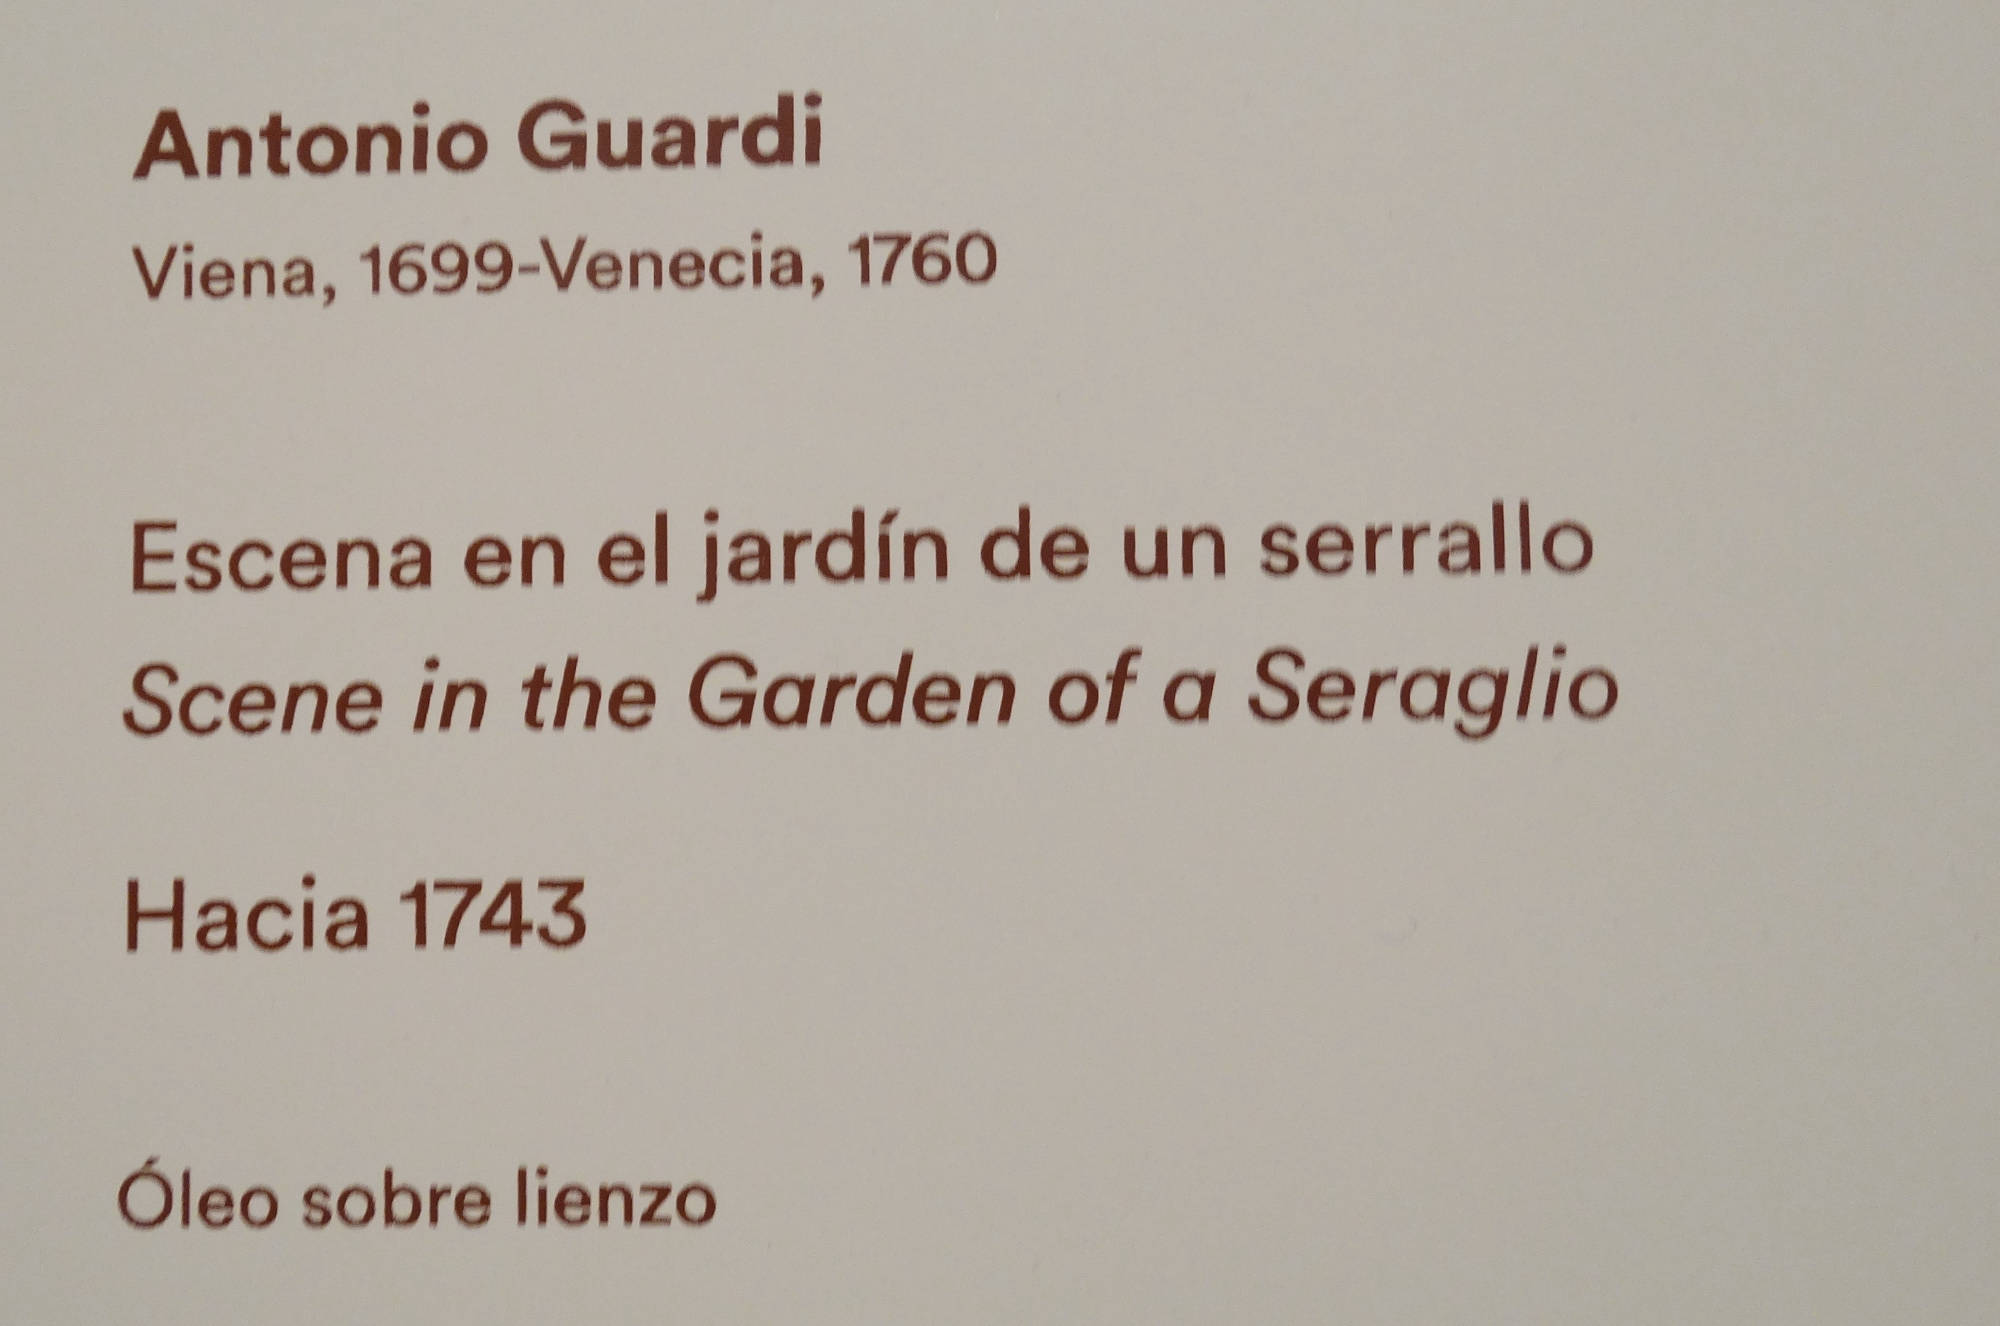 Antonio Guardi
Viena, 1699-Venecia, 1760
Escena en el jardín de un serrallo
Scene in the Garden of a Seraglio
Hacia 1743
Óleo sobre lienzo